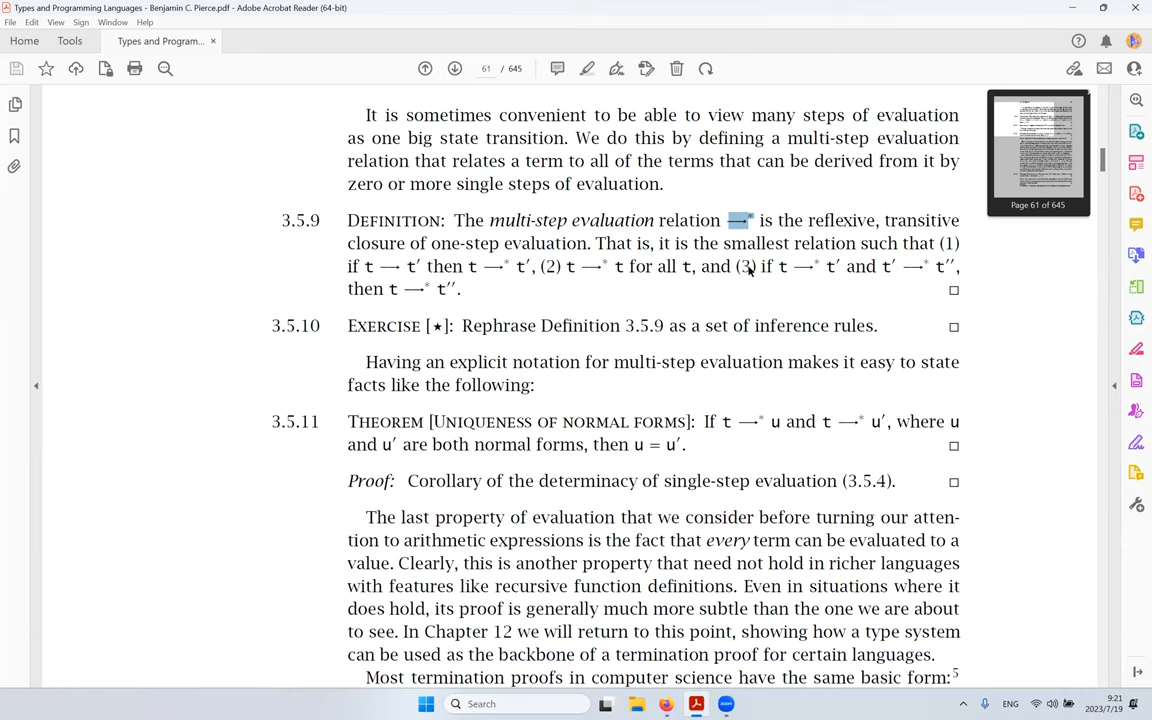 Types and Programming Languages - Benjamin C. Pierce.pdf - Adobe Acrobat Reader (64-bit)
File Edit View Sign Window Help
Home Tools Types and Program... ×
61 / 645
It is sometimes convenient to be able to view many steps of evaluation
as one big state transition. We do this by defining a multi-step evaluation
relation that relates a term to all of the terms that can be derived from it by
zero or more single steps of evaluation.
3.5.9 DEFINITION: The multi-step evaluation relation →* is the reflexive, transitive
closure of one-step evaluation. That is, it is the smallest relation such that (1)
if t → t′ then t →* t′, (2) t →* t for all t, and (3) if t →* t′ and t′ →* t′′,
then t →* t′′. □
3.5.10 EXERCISE [★]: Rephrase Definition 3.5.9 as a set of inference rules. □
Having an explicit notation for multi-step evaluation makes it easy to state
facts like the following:
3.5.11 THEOREM [UNIQUENESS OF NORMAL FORMS]: If t →* u and t →* u′, where u
and u′ are both normal forms, then u = u′. □
Proof: Corollary of the determinacy of single-step evaluation (3.5.4). □
The last property of evaluation that we consider before turning our atten-
tion to arithmetic expressions is the fact that every term can be evaluated to a
value. Clearly, this is another property that need not hold in richer languages
with features like recursive function definitions. Even in situations where it
does hold, its proof is generally much more subtle than the one we are about
to see. In Chapter 12 we will return to this point, showing how a type system
can be used as the backbone of a termination proof for certain languages.
Most termination proofs in computer science have the same basic form:5
Page 61 of 645
Search
zoom
ENG
9:21
2023/7/19